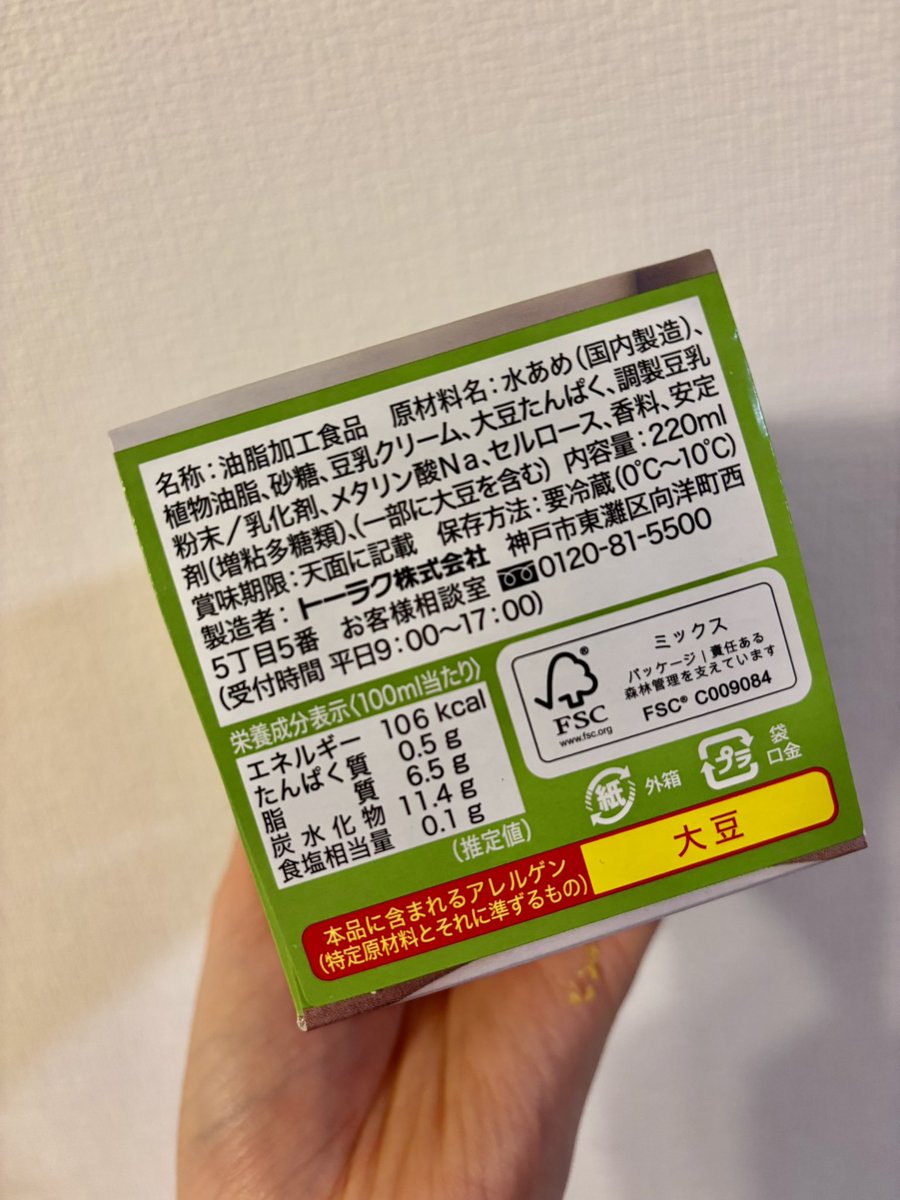 名称：油脂加工食品　原材料名：水あめ（国内製造）、
植物油脂、砂糖、豆乳クリーム、大豆たんぱく、調製豆乳
粉末／乳化剤、メタリン酸Na、セルロース、香料、安定
剤（増粘多糖類）、（一部に大豆を含む）　内容量：220ml
賞味期限：天面に記載　保存方法：要冷蔵（0℃〜10℃）
製造者：トーラク株式会社　神戸市東灘区向洋町西
5丁目5番　お客様相談室 0120-81-5500
（受付時間 平日9：00〜17：00）
栄養成分表示〈100ml当たり〉
エネルギー 106 kcal
たんぱく質 0.5 g
脂質 6.5 g
炭水化物 11.4 g
食塩相当量 0.1 g
（推定値）
FSC®
www.fsc.org
ミックス
パッケージ｜責任ある
森林管理を支えています
FSC® C009084
紙 外箱
プラ 袋
口金
本品に含まれるアレルゲン
（特定原材料とそれに準ずるもの）
大豆